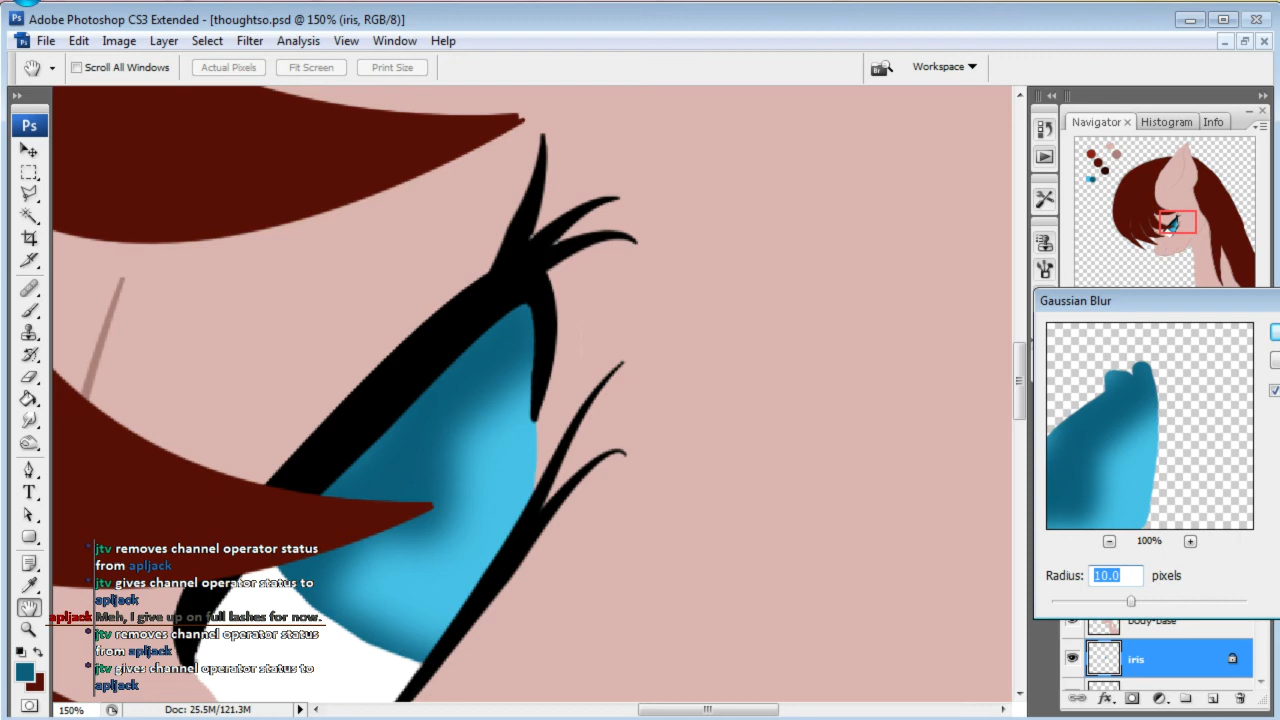 Adobe Photoshop CS3 Extended - [thoughtso.psd @ 150% (iris, RGB/8)]
File Edit Image Layer Select Filter Analysis View Window Help
Scroll All Windows Actual Pixels Fit Screen Print Size Br Workspace
Ps
Navigator Histogram Info
Gaussian Blur
100%
Radius: 10.0 pixels
body-base
iris
jtv removes channel operator status
from apljack
jtv gives channel operator status to
apljack
apljack Meh, I give up on full lashes for now.
jtv removes channel operator status
from apljack
jtv gives channel operator status to
apljack
150% Doc: 25.5M/121.3M